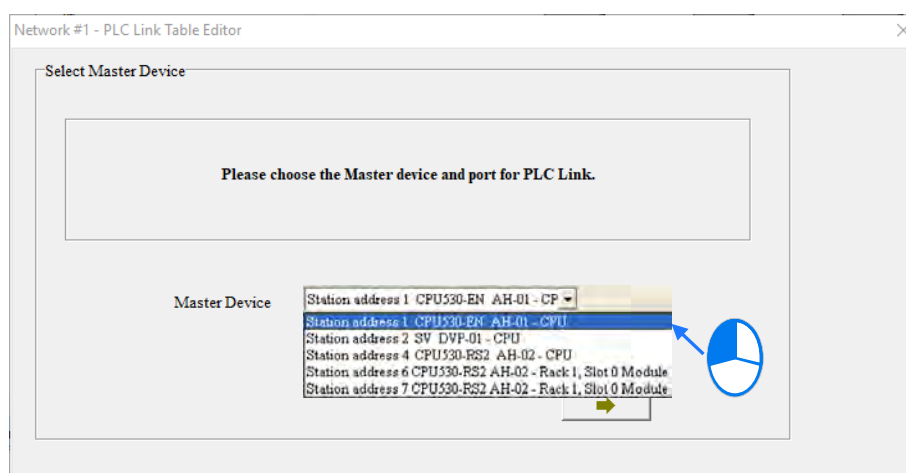 Network #1 - PLC Link Table Editor
Select Master Device
Please choose the Master device and port for PLC Link.
Master Device
Station address 1 CPU530-EN AH-01 - CP
Station address 1 CPU530-EN AH-01 - CPU
Station address 2 SV DVP-01 - CPU
Station address 4 CPU530-RS2 AH-02 - CPU
Station address 6 CPU530-RS2 AH-02 - Rack 1, Slot 0 Module
Station address 7 CPU530-RS2 AH-02 - Rack 1, Slot 0 Module